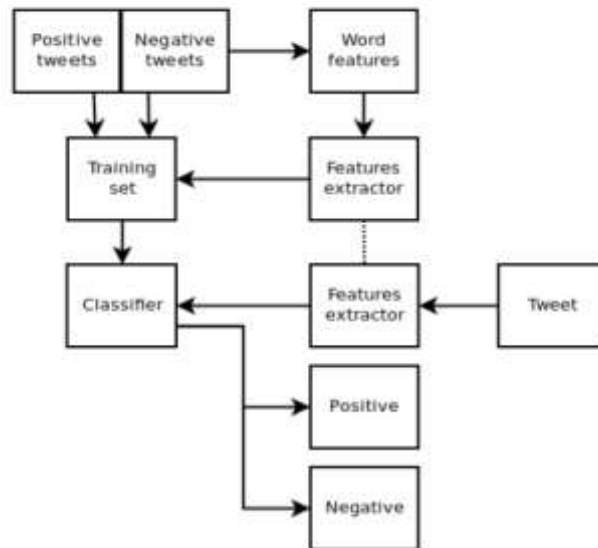 Positive
tweets
Negative
tweets
Word
features
Training
set
Features
extractor
Classifier
Features
extractor
Tweet
Positive
Negative